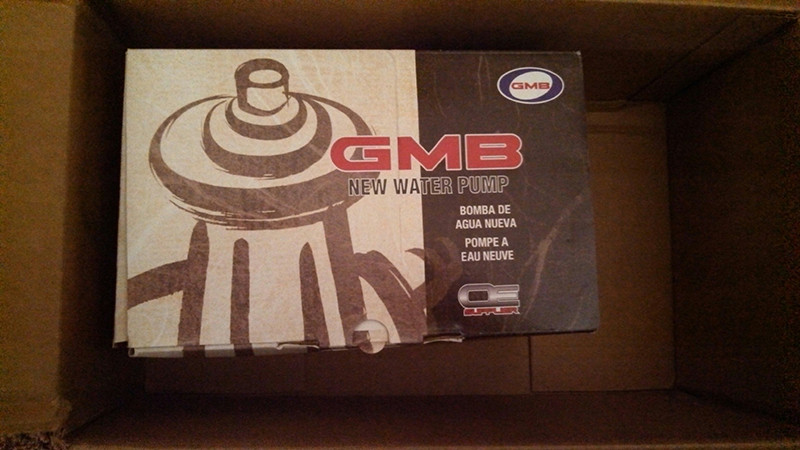 GMB
GMB
NEW WATER PUMP
BOMBA DE
AGUA NUEVA
POMPE A
EAU NEUVE
OE
SUPPLIER